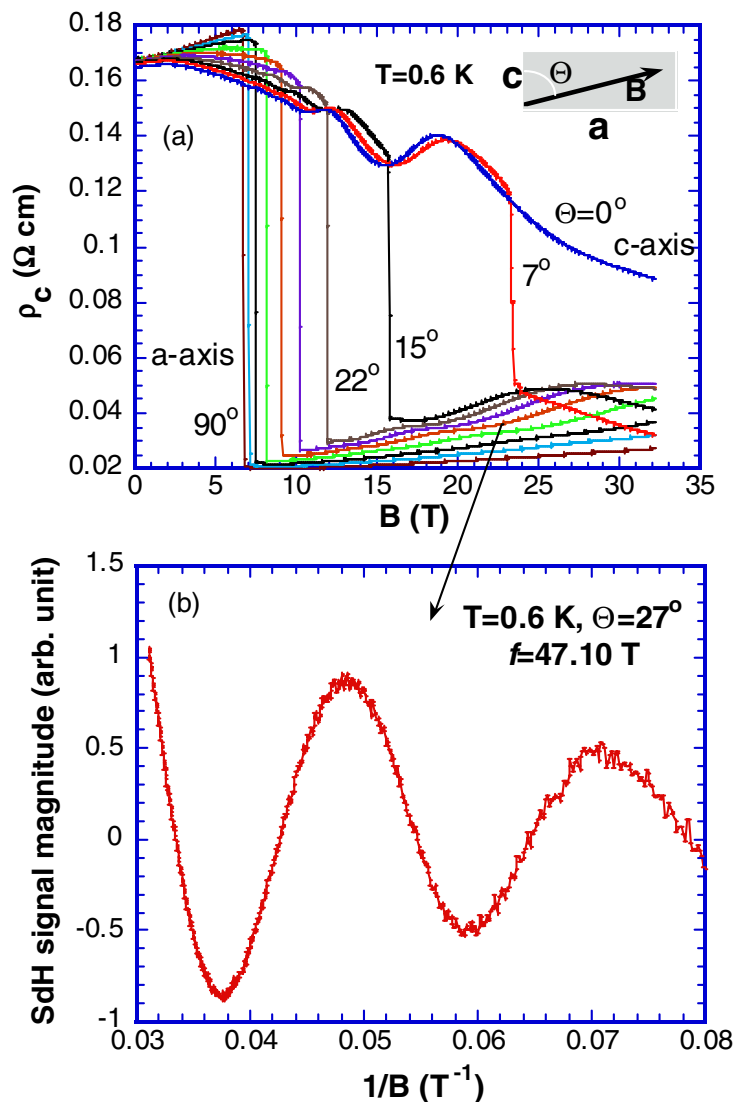 0.18
0.16
0.14
0.12
0.1
0.08
0.06
0.04
0.02
ρc (Ω cm)
(a)
T=0.6 K
c Θ B
a
Θ=0°
c-axis
7°
15°
22°
a-axis
90°
0 5 10 15 20 25 30 35
B (T)
1.5
1
0.5
0
-0.5
-1
SdH signal magnitude (arb. unit)
(b)
T=0.6 K, Θ=27°
f=47.10 T
0.03 0.04 0.05 0.06 0.07 0.08
1/B (T⁻¹)